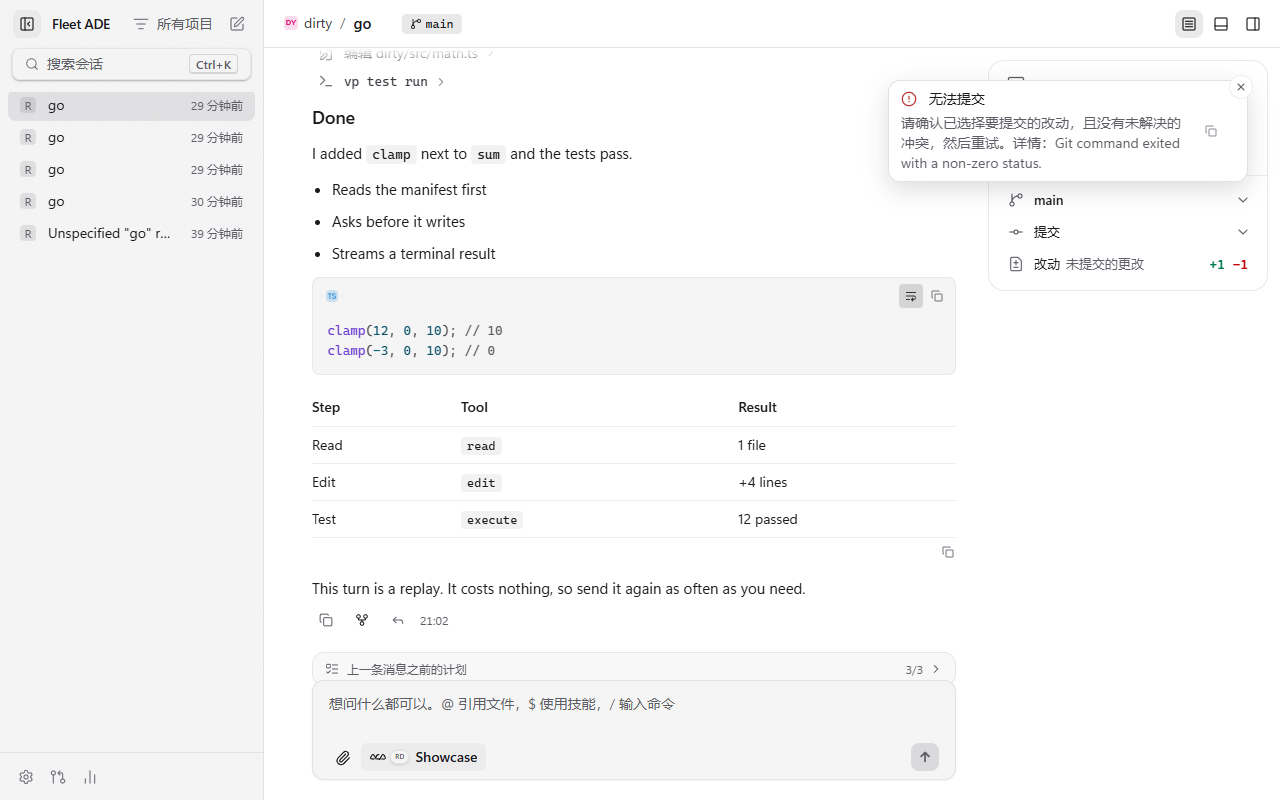 Fleet ADE
所有项目
搜索会话
Ctrl+K
R go 29 分钟前
R go 29 分钟前
R go 29 分钟前
R go 30 分钟前
R Unspecified "go" r... 39 分钟前
DY dirty / go
main
编辑 dirty/src/math.ts
vp test run
Done
I added clamp next to sum and the tests pass.
• Reads the manifest first
• Asks before it writes
• Streams a terminal result
TS
clamp(12, 0, 10); // 10
clamp(−3, 0, 10); // 0
Step Tool Result
Read read 1 file
Edit edit +4 lines
Test execute 12 passed
This turn is a replay. It costs nothing, so send it again as often as you need.
21:02
上一条消息之前的计划 3/3
想问什么都可以。@ 引用文件，$ 使用技能，/ 输入命令
RD Showcase
无法提交
请确认已选择要提交的改动，且没有未解决的
冲突，然后重试。详情：Git command exited
with a non-zero status.
main
提交
改动 未提交的更改 +1 −1